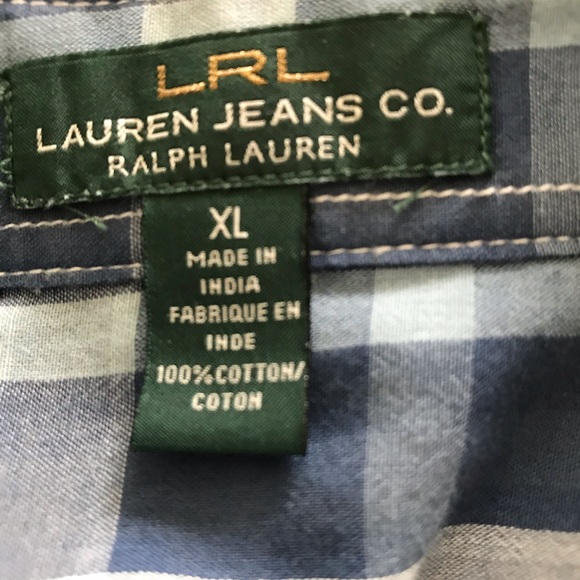 LRL
LAUREN JEANS CO.
RALPH LAUREN
XL
MADE IN
INDIA
FABRIQUE EN
INDE
100%COTTON/
COTON